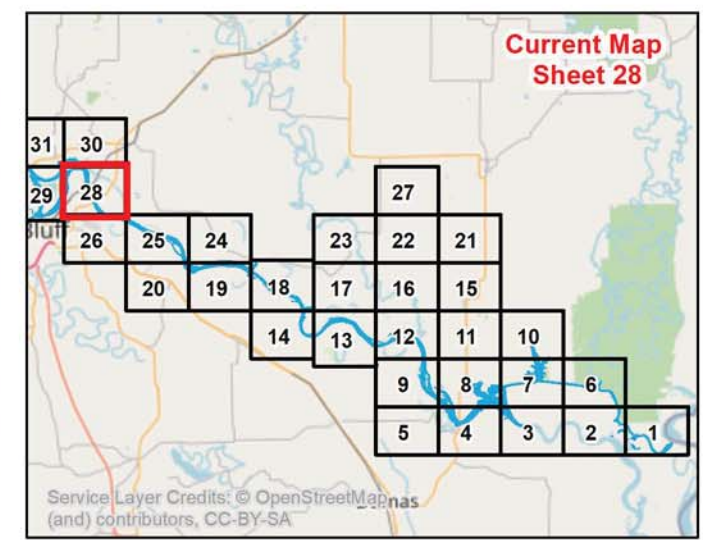 Current Map
Sheet 28
31 30
29 28 27
Bluff 26 25 24 23 22 21
20 19 18 17 16 15
14 13 12 11 10
9 8 7 6
5 4 3 2 1
Service Layer Credits: © OpenStreetMap
(and) contributors, CC-BY-SA